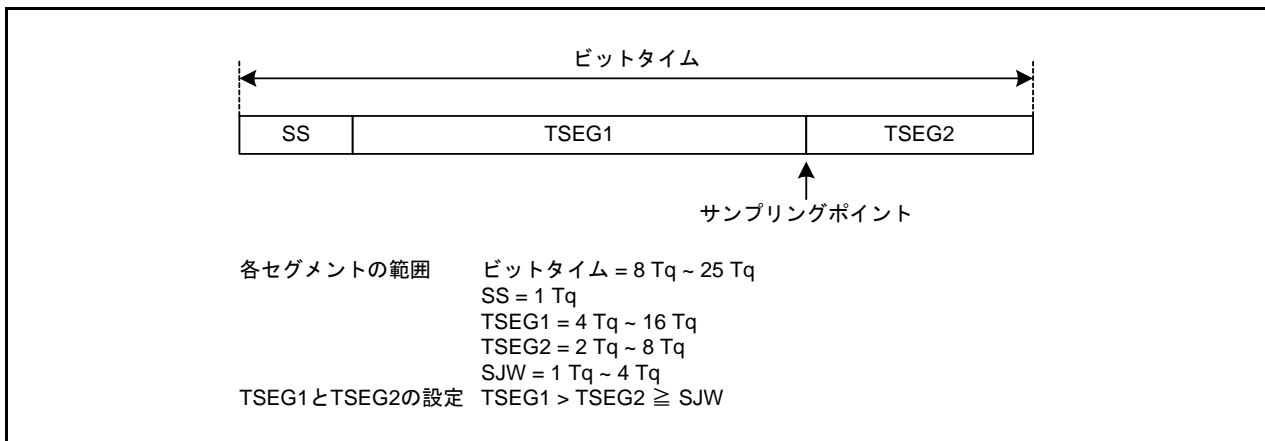 ビットタイム
SS TSEG1 TSEG2
サンプリングポイント
各セグメントの範囲 ビットタイム = 8 Tq ~ 25 Tq
SS = 1 Tq
TSEG1 = 4 Tq ~ 16 Tq
TSEG2 = 2 Tq ~ 8 Tq
SJW = 1 Tq ~ 4 Tq
TSEG1とTSEG2の設定 TSEG1 > TSEG2 ≧ SJW